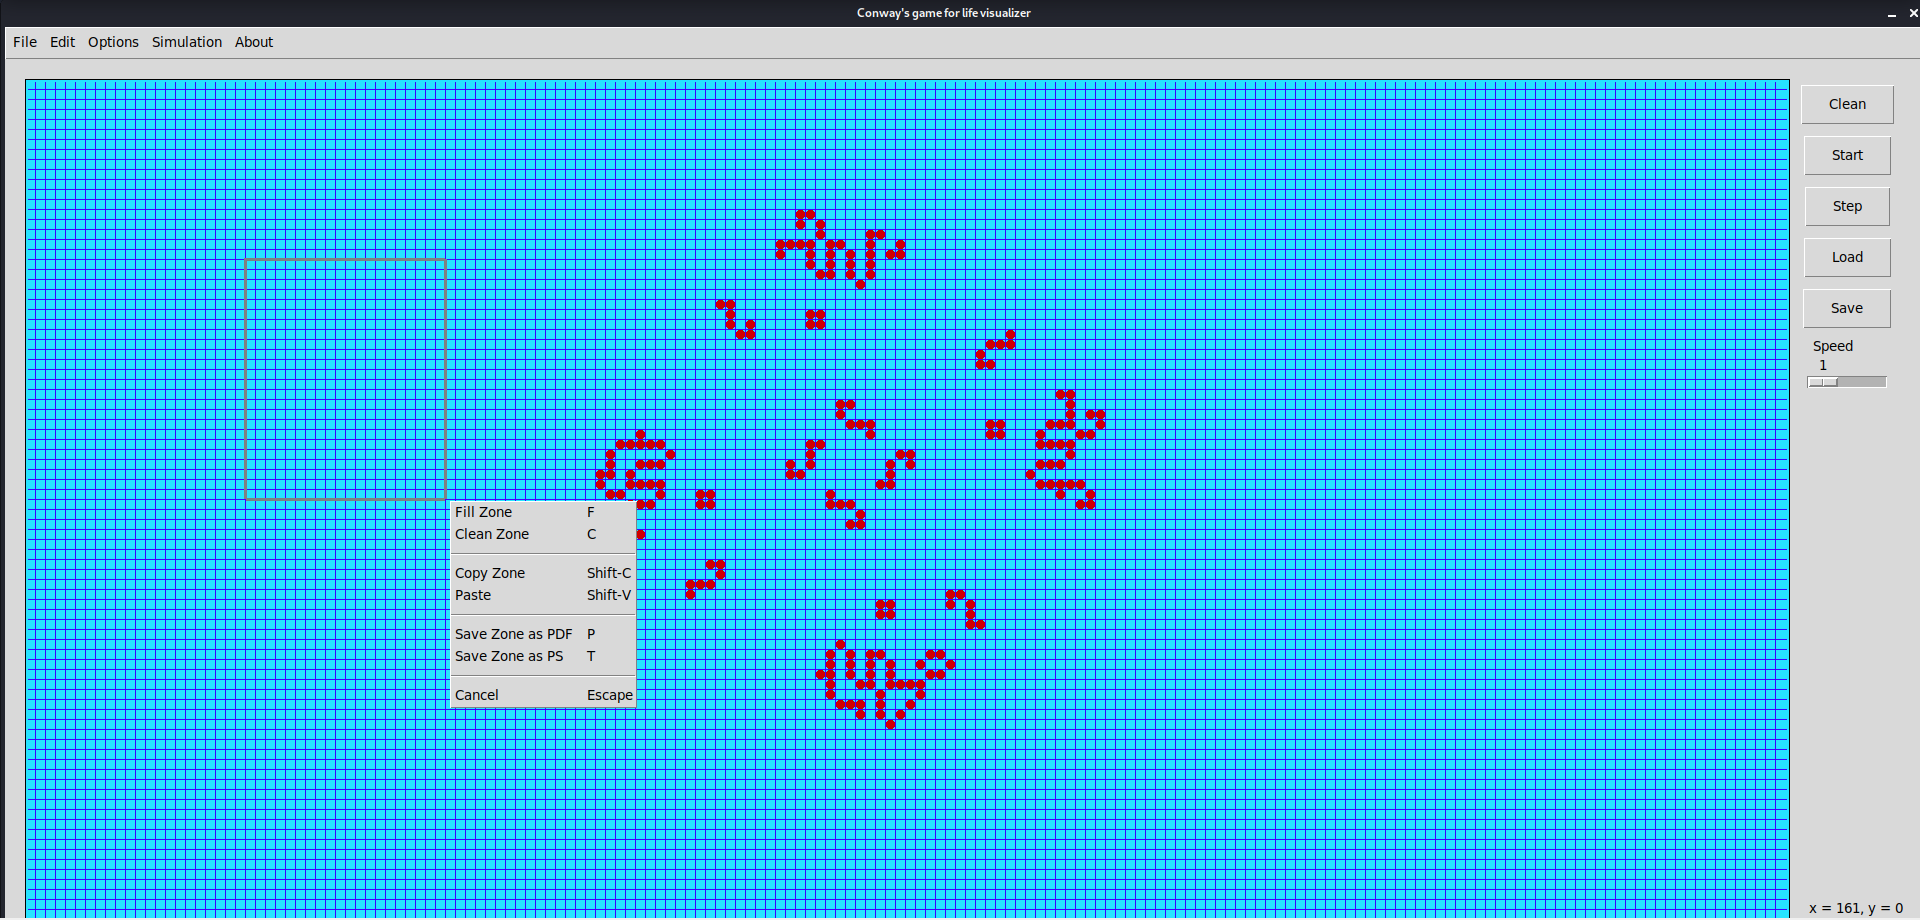 Conway's game for life visualizer
File Edit Options Simulation About
Clean
Start
Step
Load
Save
Speed
1
Fill Zone F
Clean Zone C
Copy Zone Shift-C
Paste Shift-V
Save Zone as PDF P
Save Zone as PS T
Cancel Escape
x = 161, y = 0